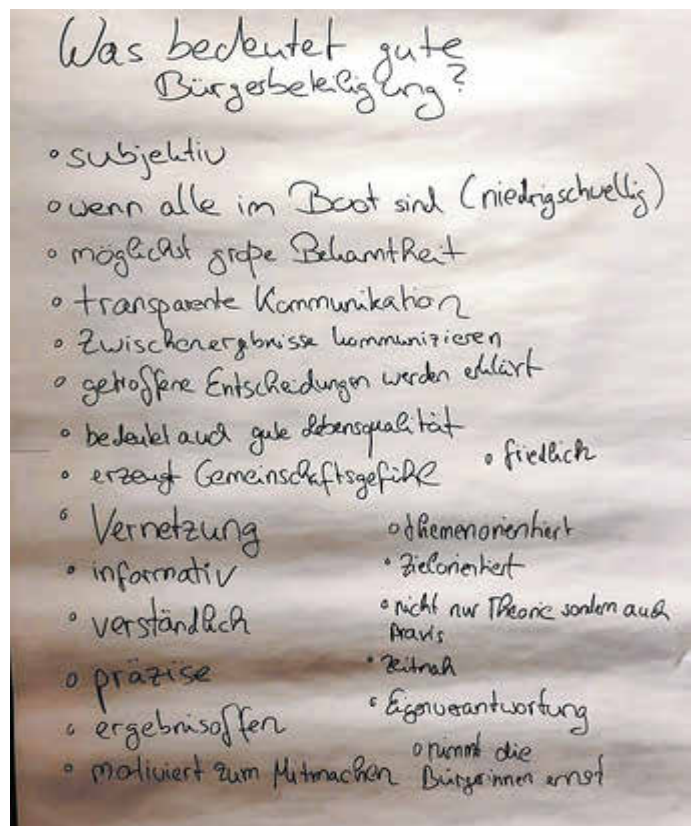 Was bedeutet gute
Bürgerbeteiligung?
• subjektiv
• wenn alle im Boot sind (niedrigschwellig)
• möglichst große Bekanntheit
• transparente Kommunikation
• Zwischenergebnisse kommunizieren
• getroffene Entscheidungen werden erklärt
• bedeutet auch gute Lebensqualität
• erzeugt Gemeinschaftsgefühl
• friedlich
• Vernetzung
• informativ
• verständlich
• präzise
• ergebnisoffen
• motiviert zum Mitmachen
• themenorientiert
• zielorientiert
• nicht nur Theorie sondern auch
Praxis
• zeitnah
• Eigenverantwortung
• nimmt die
Bürgerinnen ernst